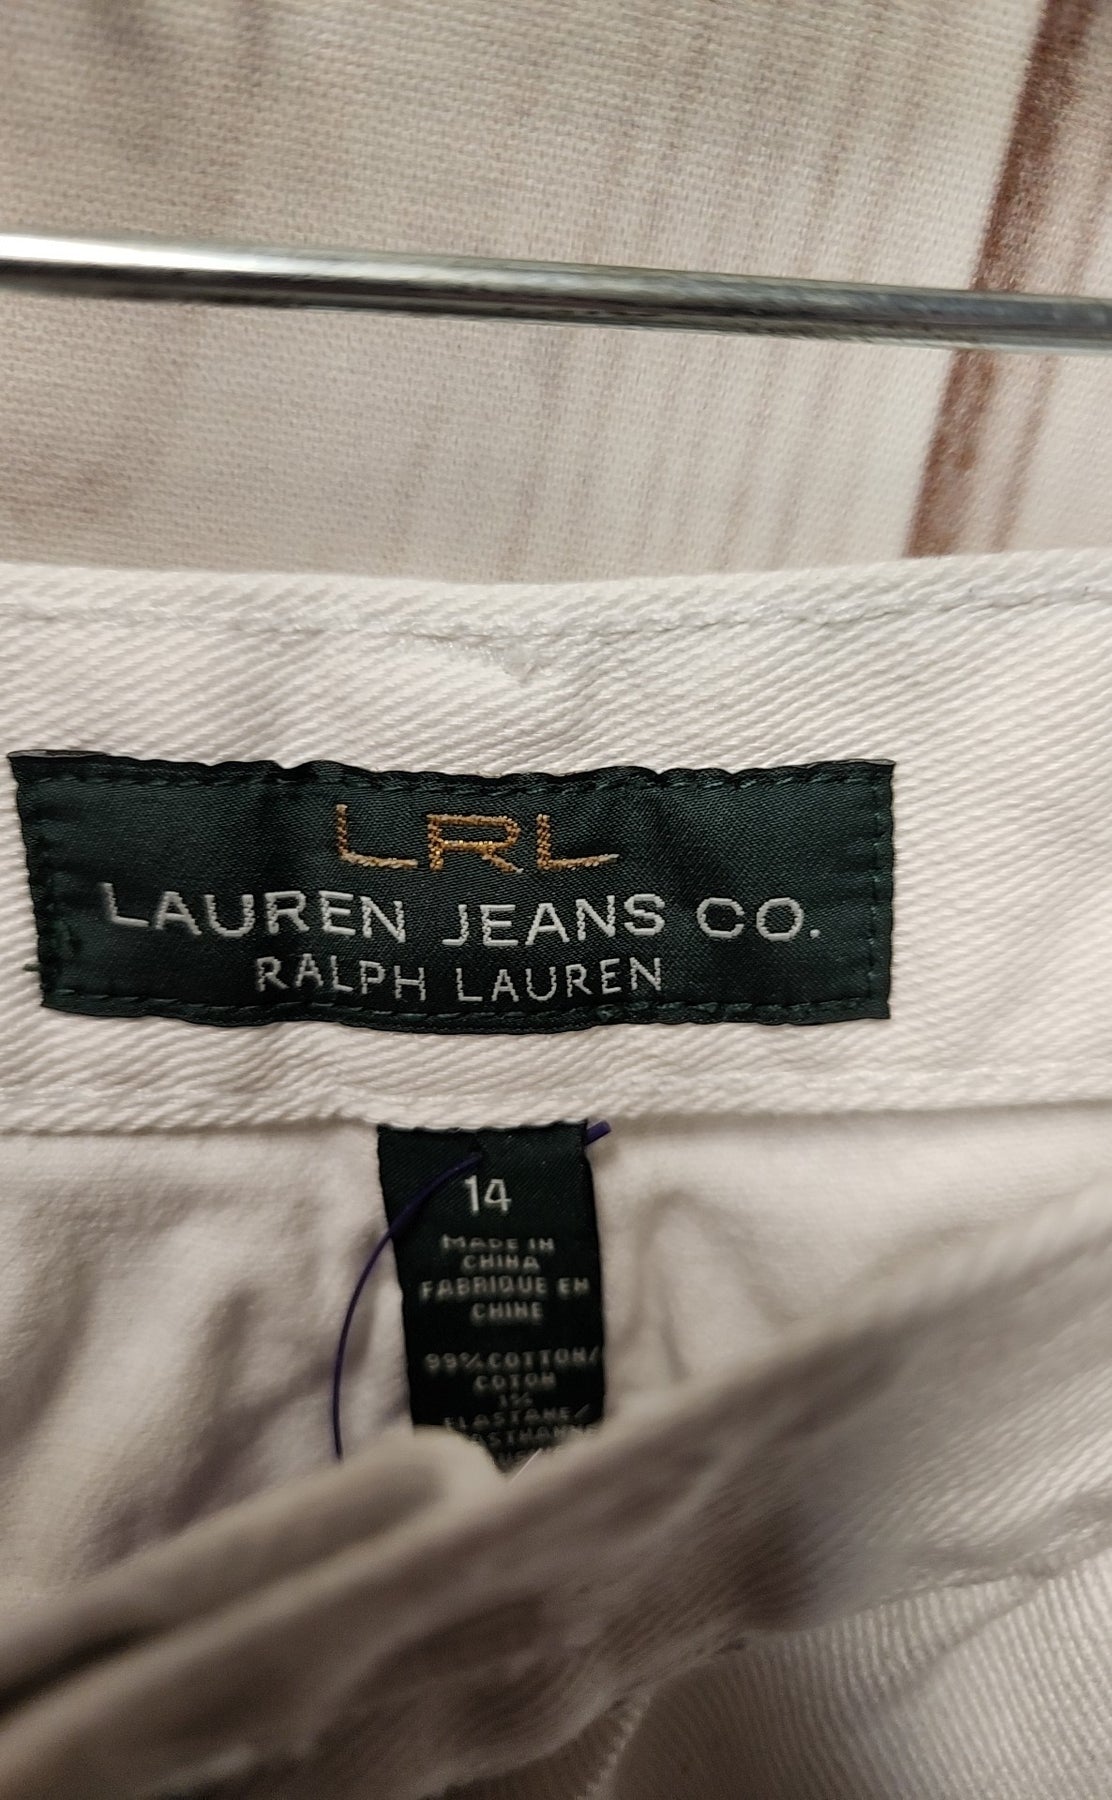 LRL
LAUREN JEANS CO.
RALPH LAUREN
14
MADE IN
CHINA
FABRIQUE EN
CHINE
99% COTTON/
COTON
1%
ELASTANE/